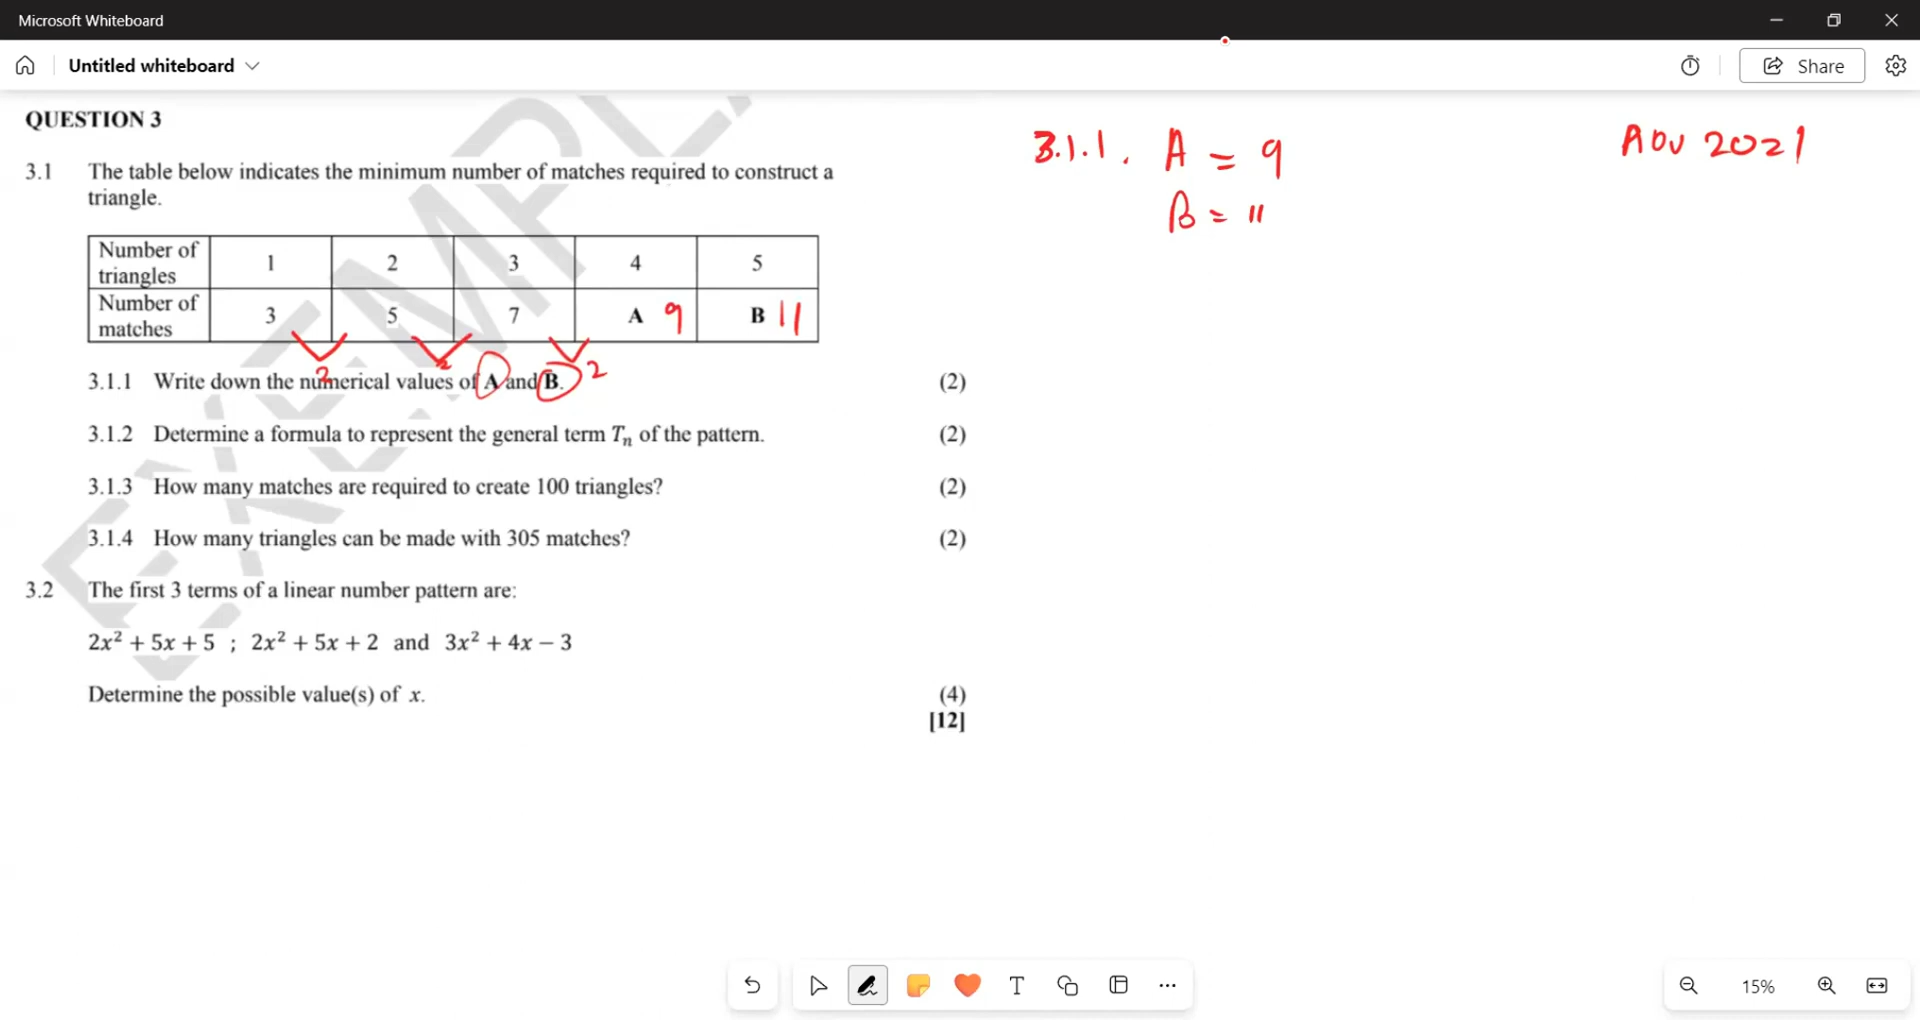 Microsoft Whiteboard
Untitled whiteboard
Share
QUESTION 3
3.1 The table below indicates the minimum number of matches required to construct a
triangle.
Number of triangles 1 2 3 4 5
Number of matches 3 5 7 A 9 B 11
2 2 2
3.1.1 Write down the numerical values of A and B. (2)
3.1.2 Determine a formula to represent the general term Tₙ of the pattern. (2)
3.1.3 How many matches are required to create 100 triangles? (2)
3.1.4 How many triangles can be made with 305 matches? (2)
3.2 The first 3 terms of a linear number pattern are:
2x² + 5x + 5 ; 2x² + 5x + 2 and 3x² + 4x − 3
Determine the possible value(s) of x. (4)
[12]
3.1.1. A = 9
B = 11
2021
EXEMPL
15%